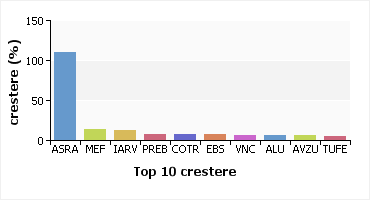 crestere (%)
150
100
50
0
ASRA MEF IARV PREB COTR EBS VNC ALU AVZU TUFE
Top 10 crestere